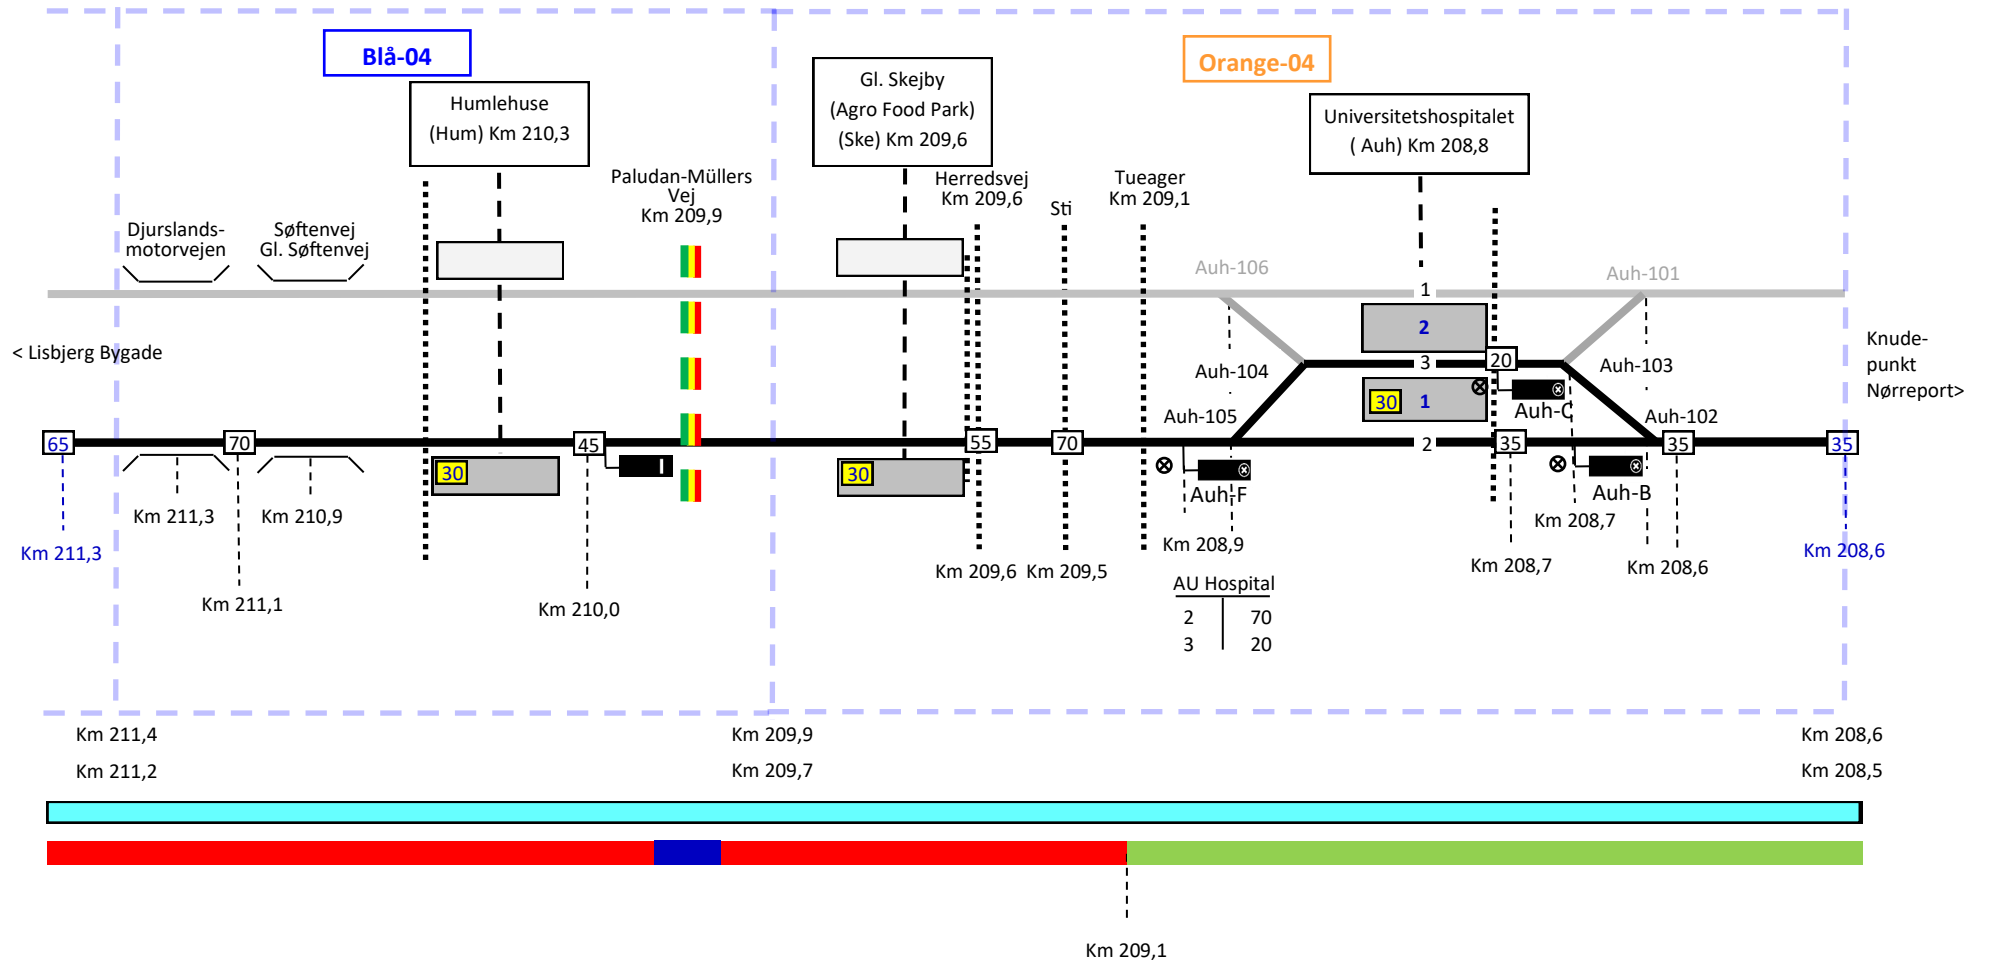 Blå-04
Orange-04
Humlehuse
(Hum) Km 210,3
Gl. Skejby
(Agro Food Park)
(Ske) Km 209,6
Universitetshospitalet
( Auh) Km 208,8
Paludan-Müllers
Vej
Km 209,9
Herredsvej
Km 209,6
Sti
Tueager
Km 209,1
Djurslands-
motorvejen
Søftenvej
Gl. Søftenvej
Auh-106
Auh-101
1
2
< Lisbjerg Bygade
3
20
Knude-
punkt
Nørreport>
Auh-104
Auh-103
30
1
Auh-105
Auh-C
Auh-102
65
70
45
55
70
2
35
35
35
30
30
Auh-F
Auh-B
Km 211,3
Km 210,9
Km 208,7
Km 211,3
Km 208,9
Km 208,6
Km 209,6
Km 209,5
Km 208,7
Km 208,6
Km 211,1
Km 210,0
AU Hospital
2 70
3 20
Km 211,4
Km 209,9
Km 208,6
Km 211,2
Km 209,7
Km 208,5
Km 209,1